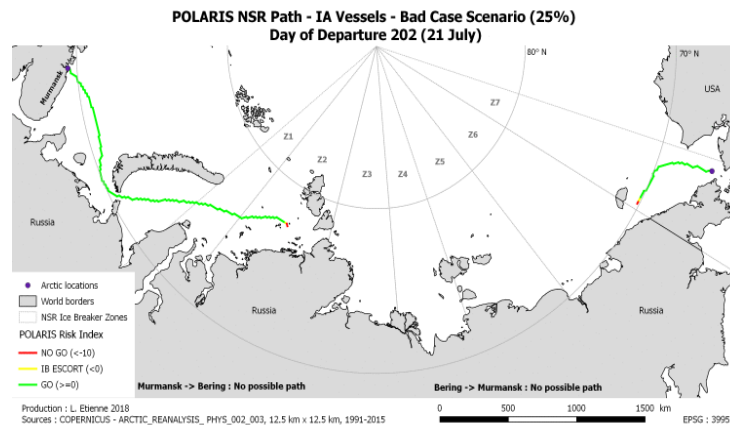 POLARIS NSR Path - IA Vessels - Bad Case Scenario (25%)
Day of Departure 202 (21 July)
80° N
70° N
Murmansk
USA
Z7
Z1
Z6
Z2
Z5
Z3
Z4
Russia
Russia
Russia
Arctic locations
World borders
NSR Ice Breaker Zones
POLARIS Risk Index
NO GO (<-10)
IB ESCORT (<0)
GO (>=0)
Murmansk -> Bering : No possible path
Bering -> Murmansk : No possible path
Production : L. Etienne 2018
Sources : COPERNICUS - ARCTIC_REANALYSIS_ PHYS_002_003, 12.5 km x 12.5 km, 1991-2015
0 500 1000 1500 km
EPSG : 3995